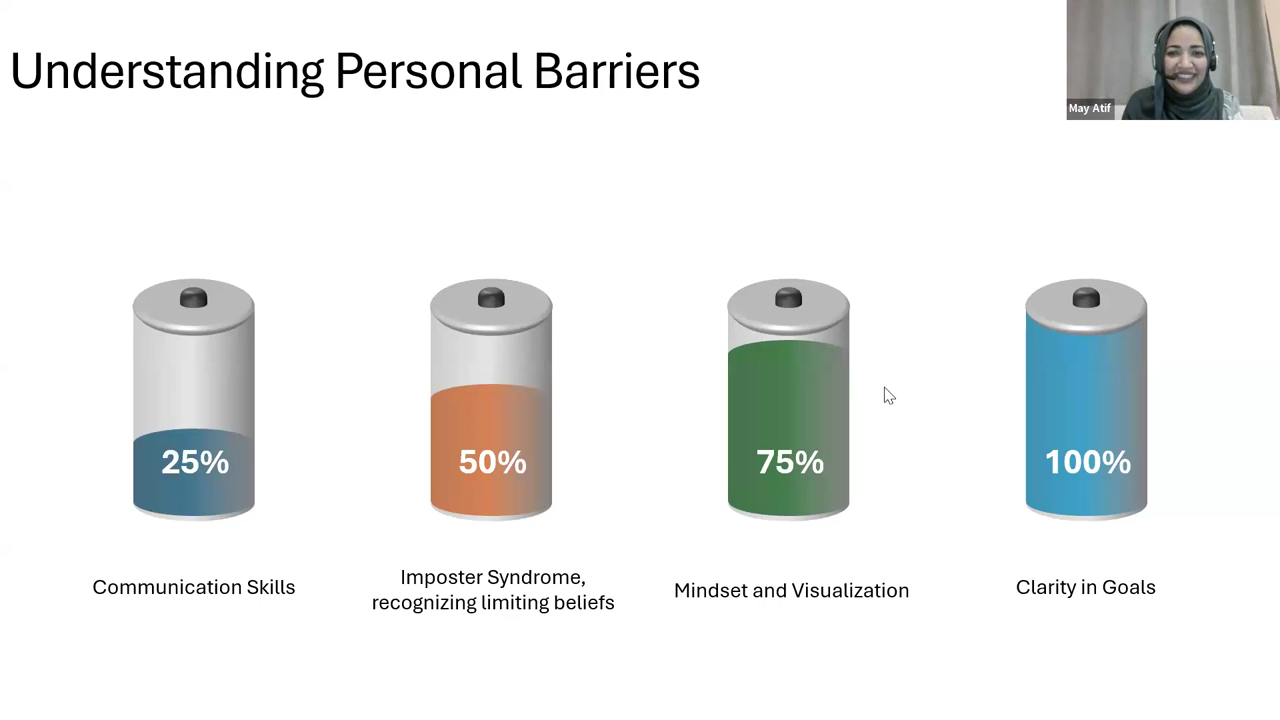 Understanding Personal Barriers
May Atif
25%
50%
75%
100%
Communication Skills
Imposter Syndrome,
recognizing limiting beliefs
Mindset and Visualization
Clarity in Goals